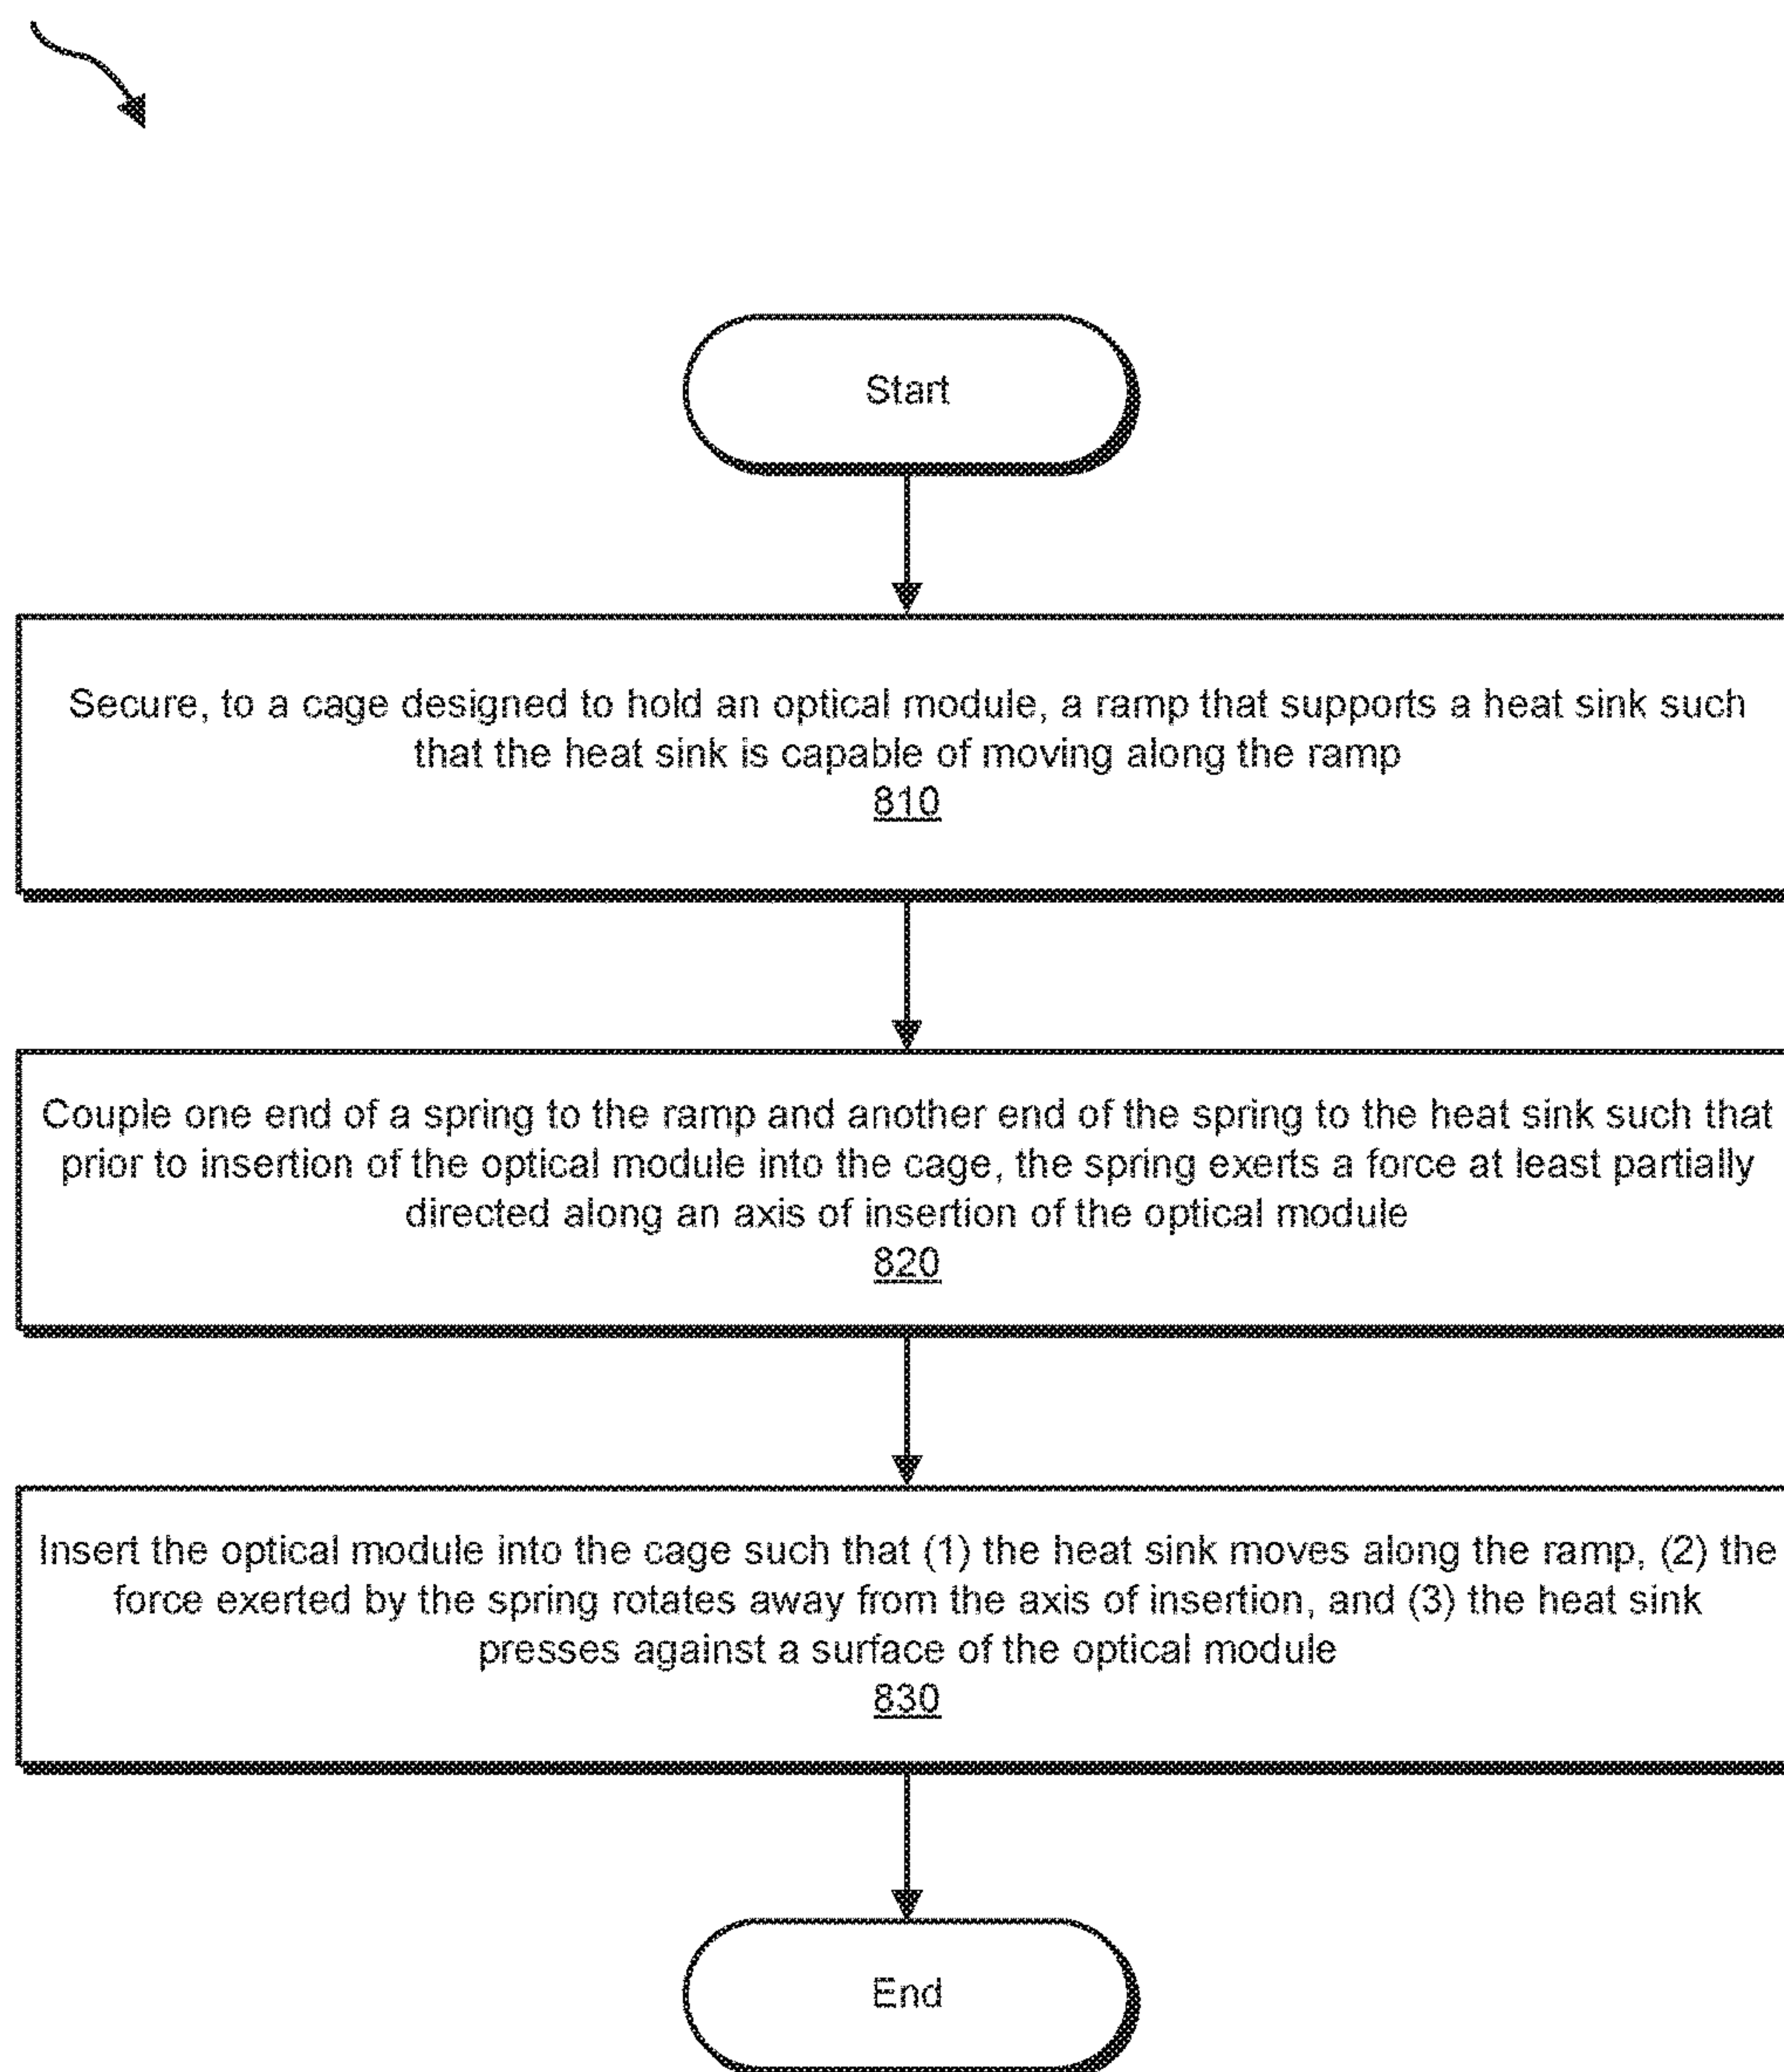 Start
Secure, to a cage designed to hold an optical module, a ramp that supports a heat sink such
that the heat sink is capable of moving along the ramp
810
Couple one end of a spring to the ramp and another end of the spring to the heat sink such that
prior to insertion of the optical module into the cage, the spring exerts a force at least partially
directed along an axis of insertion of the optical module
820
Insert the optical module into the cage such that (1) the heat sink moves along the ramp, (2) the
force exerted by the spring rotates away from the axis of insertion, and (3) the heat sink
presses against a surface of the optical module
830
End